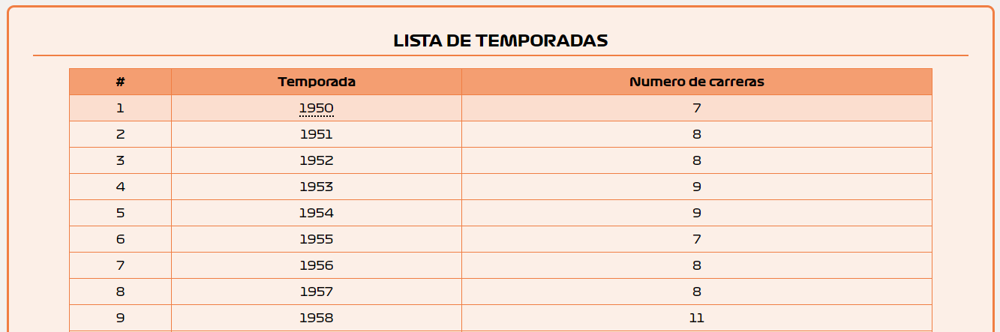 LISTA DE TEMPORADAS
# Temporada Numero de carreras
1 1950 7
2 1951 8
3 1952 8
4 1953 9
5 1954 9
6 1955 7
7 1956 8
8 1957 8
9 1958 11